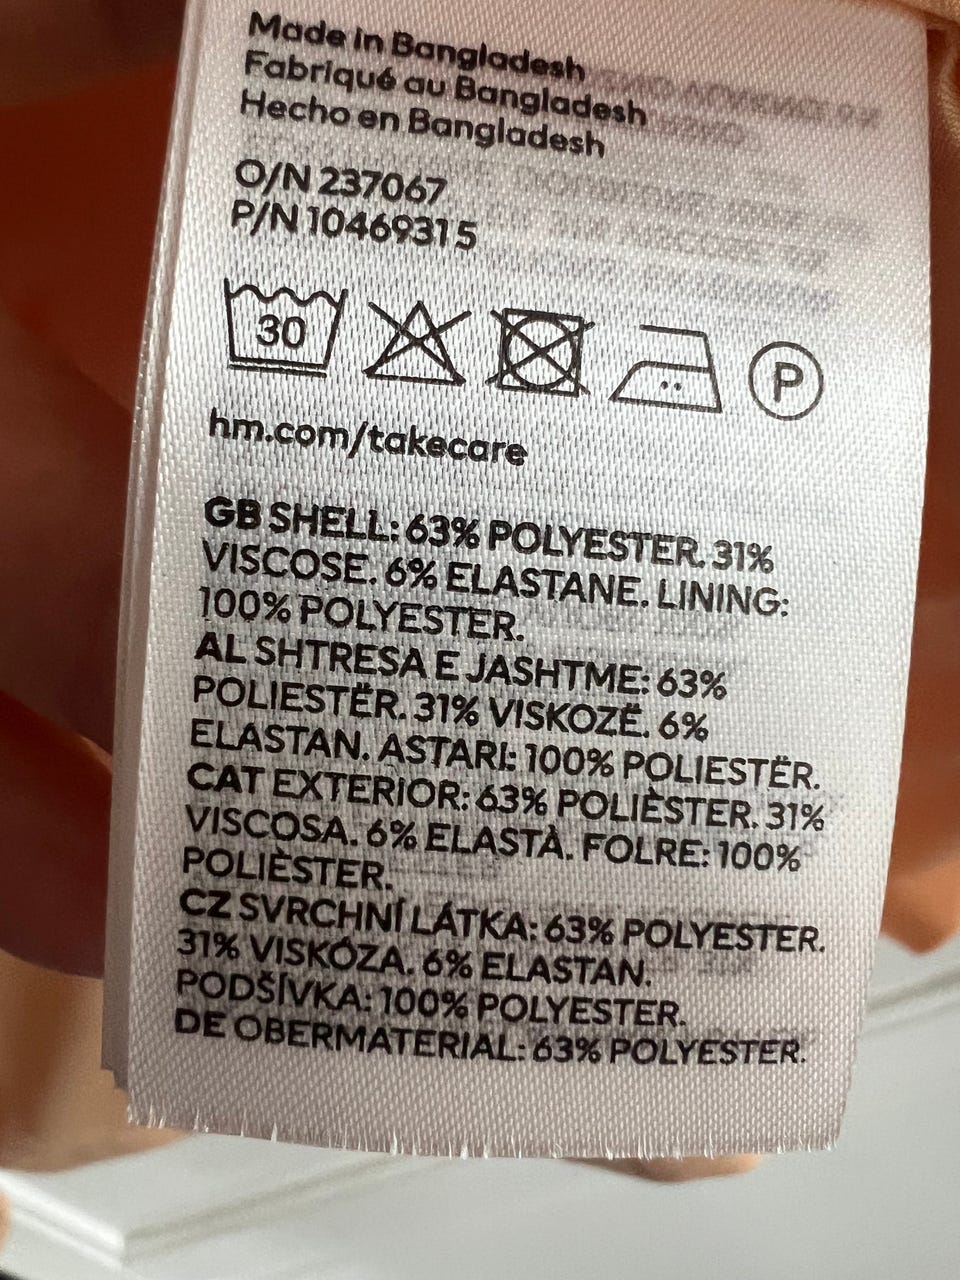 Made in Bangladesh
Fabriqué au Bangladesh
Hecho en Bangladesh
O/N 237067
P/N 10469315
30
P
hm.com/takecare
GB SHELL: 63% POLYESTER. 31%
VISCOSE. 6% ELASTANE. LINING:
100% POLYESTER.
AL SHTRESA E JASHTME: 63%
POLIESTËR. 31% VISKOZË. 6%
ELASTAN. ASTARI: 100% POLIESTËR.
CAT EXTERIOR: 63% POLIÈSTER. 31%
VISCOSA. 6% ELASTÀ. FOLRE: 100%
POLIÈSTER.
CZ SVRCHNÍ LÁTKA: 63% POLYESTER.
31% VISKÓZA. 6% ELASTAN.
PODŠÍVKA: 100% POLYESTER.
DE OBERMATERIAL: 63% POLYESTER.